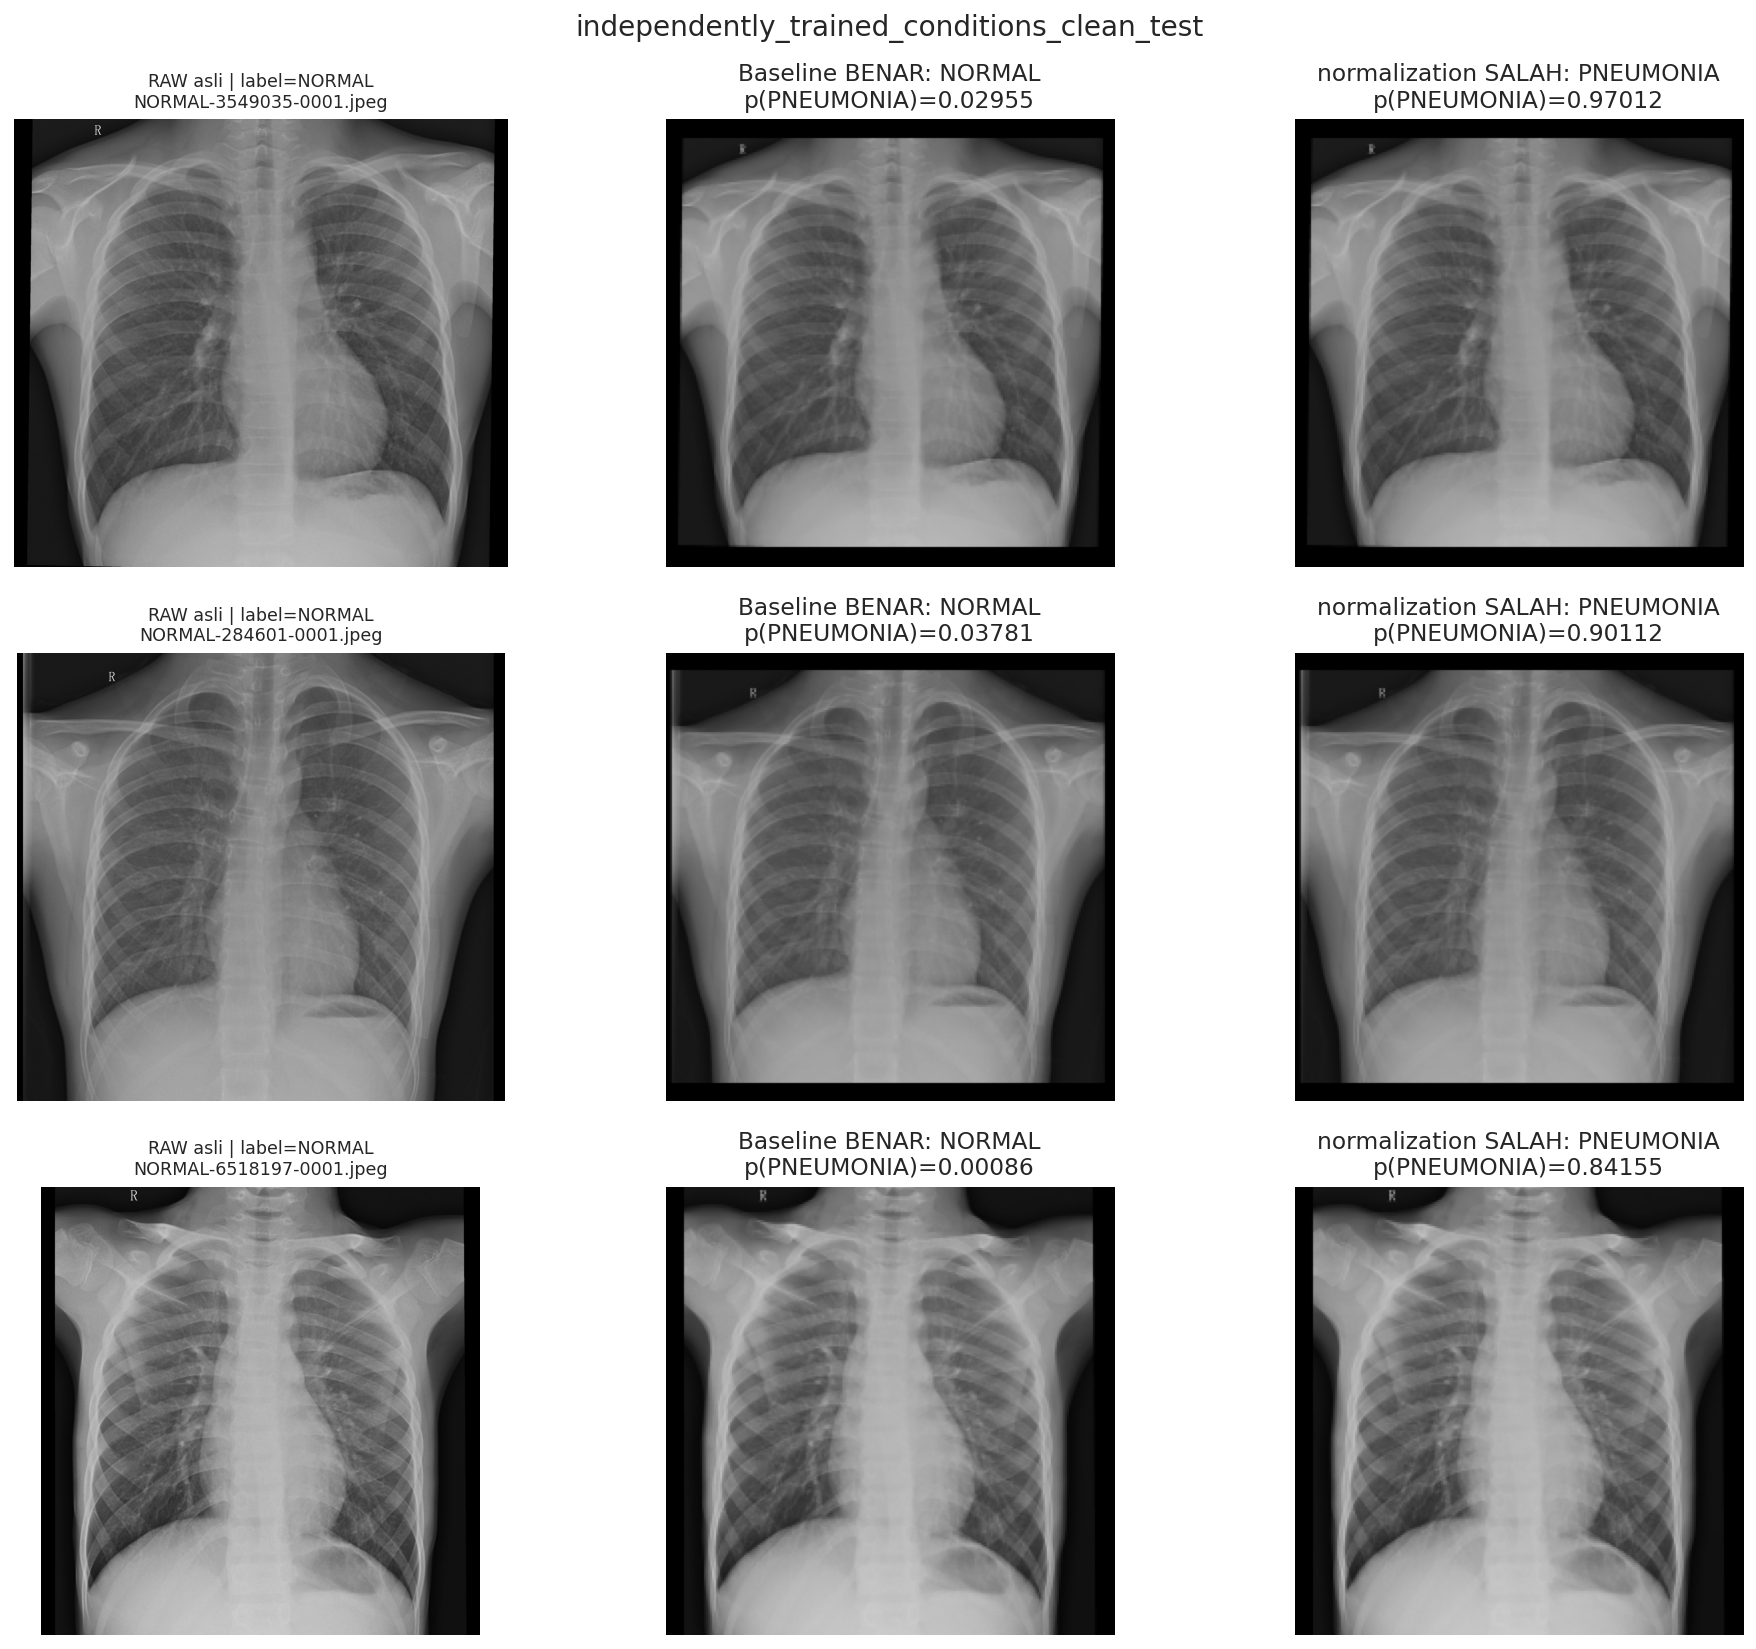 independently_trained_conditions_clean_test
RAW asli | label=NORMAL
NORMAL-3549035-0001.jpeg
Baseline BENAR: NORMAL
p(PNEUMONIA)=0.02955
normalization SALAH: PNEUMONIA
p(PNEUMONIA)=0.97012
R
R
R
RAW asli | label=NORMAL
NORMAL-284601-0001.jpeg
Baseline BENAR: NORMAL
p(PNEUMONIA)=0.03781
normalization SALAH: PNEUMONIA
p(PNEUMONIA)=0.90112
R
R
R
RAW asli | label=NORMAL
NORMAL-6518197-0001.jpeg
Baseline BENAR: NORMAL
p(PNEUMONIA)=0.00086
normalization SALAH: PNEUMONIA
p(PNEUMONIA)=0.84155
R
R
R